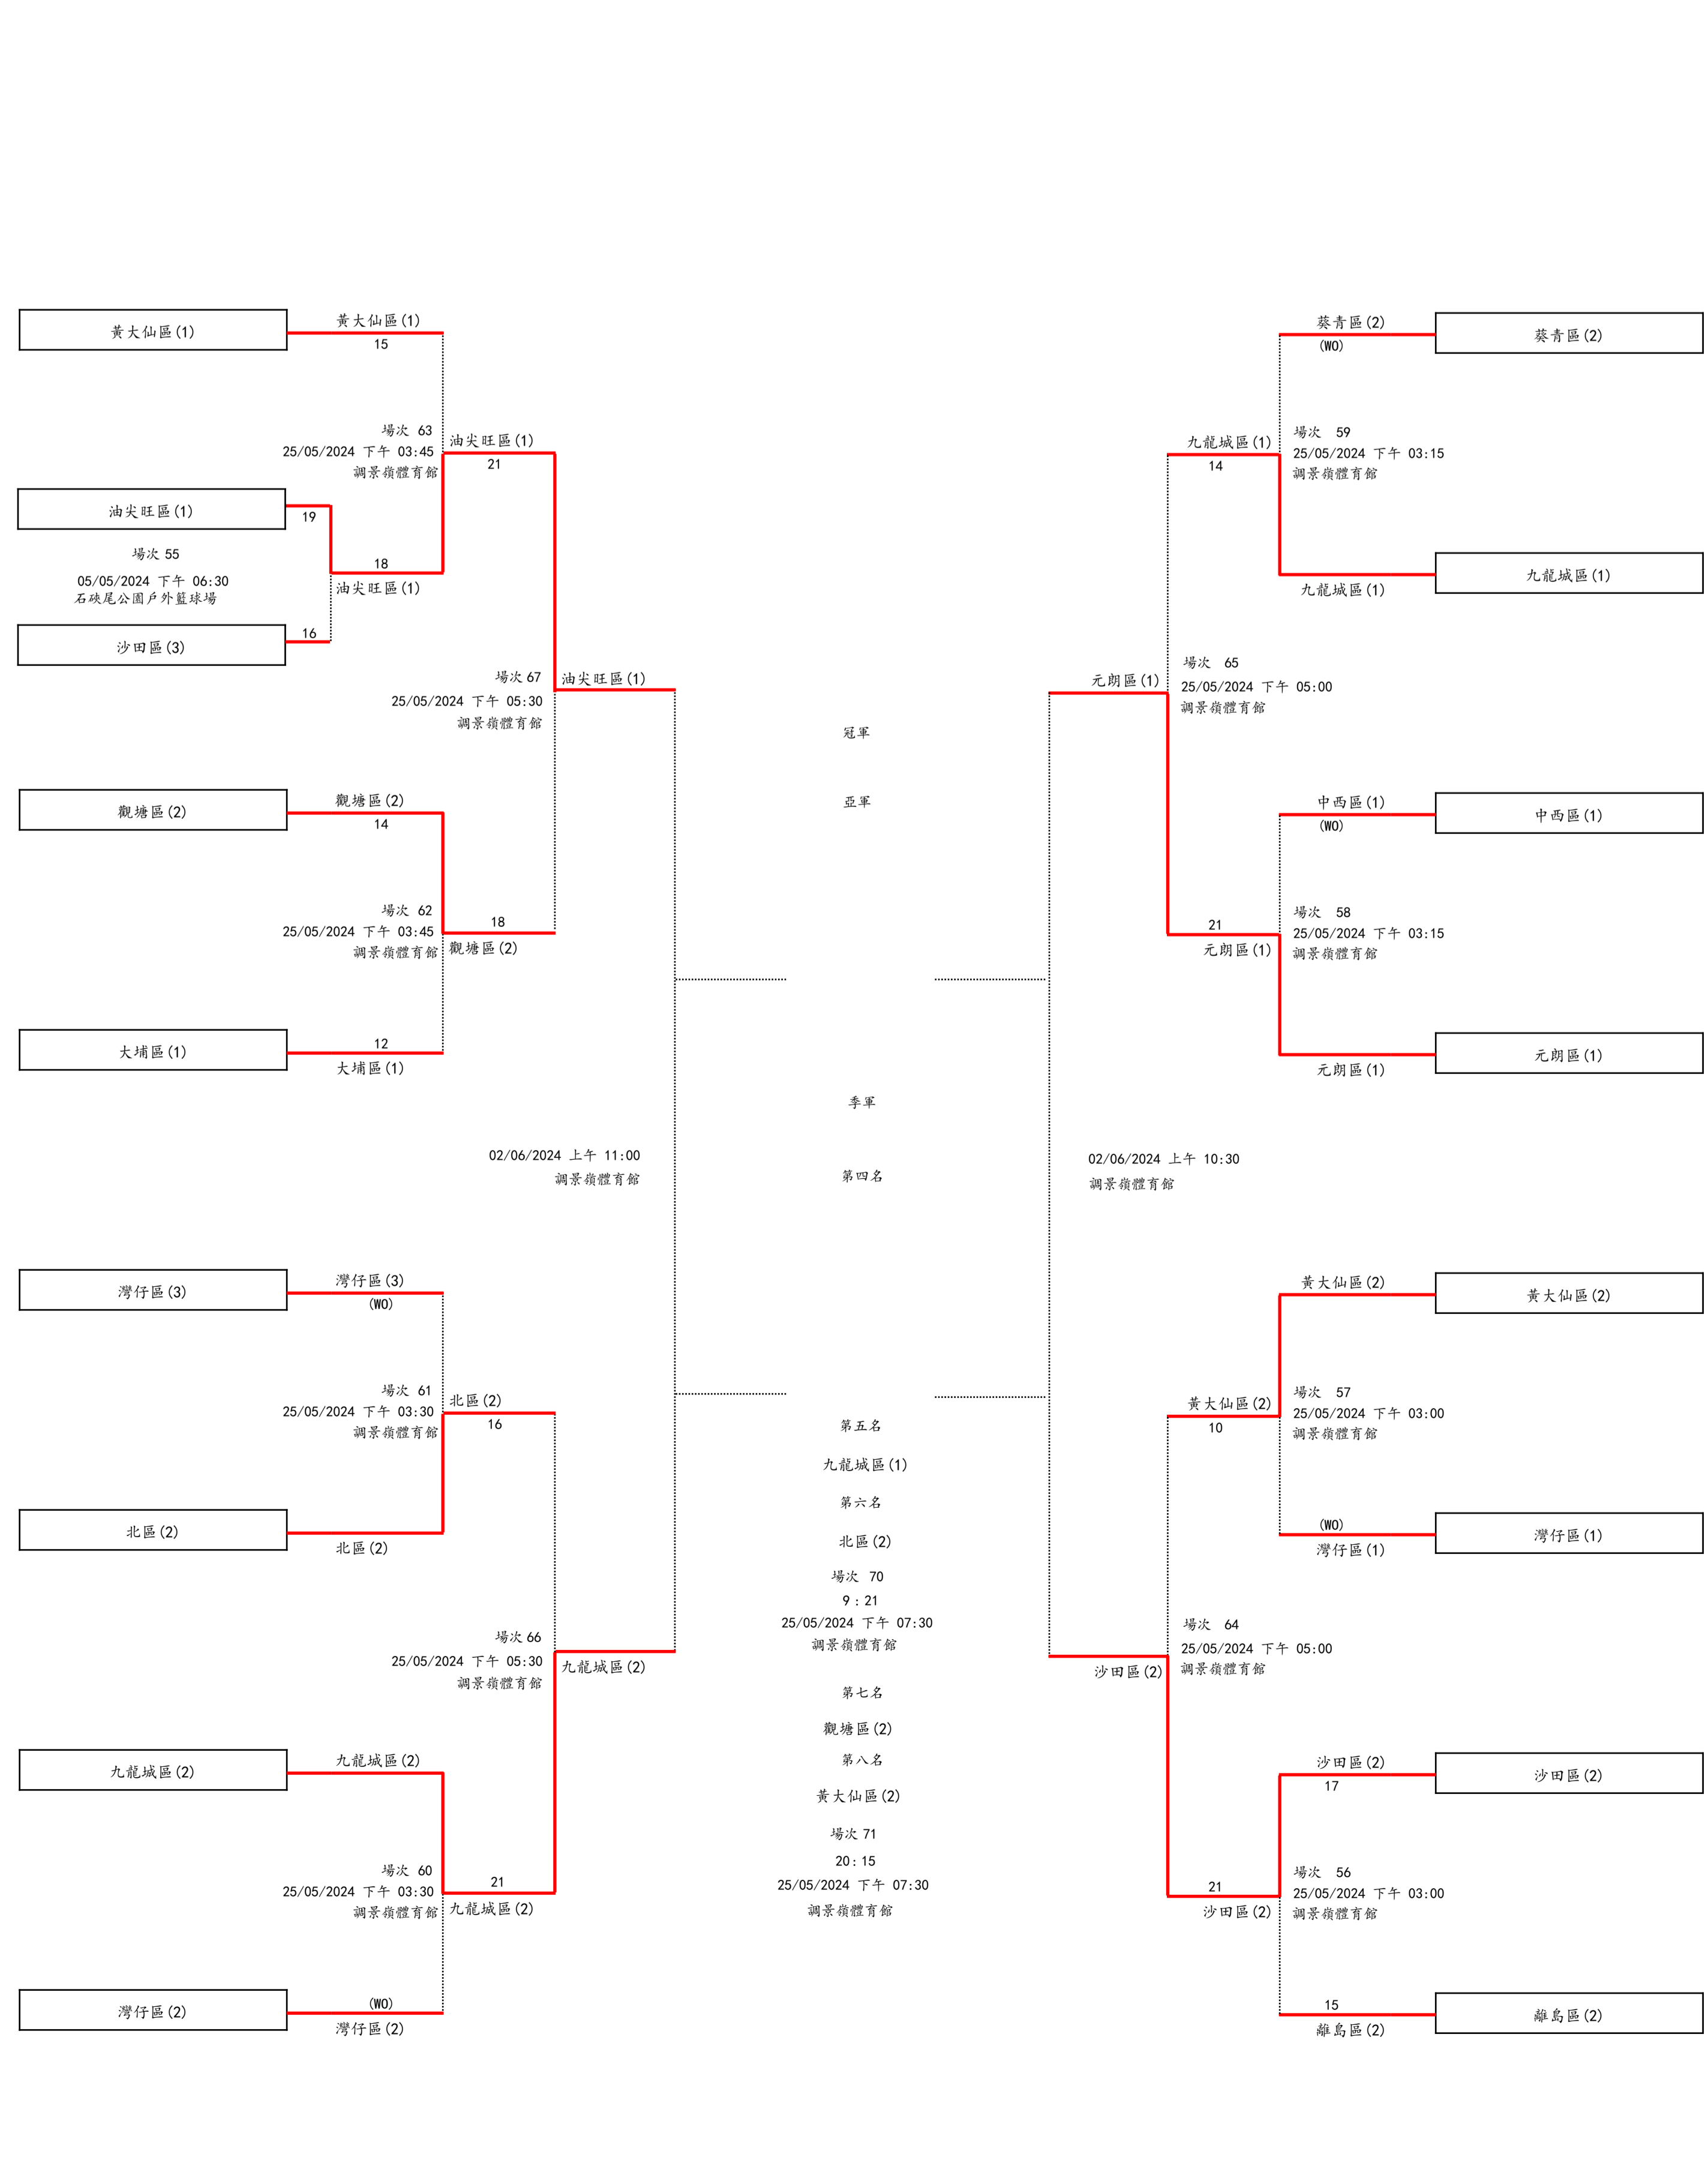 黃大仙區(1)
黃大仙區(1)
15
場次 63
25/05/2024 下午 03:45
調景嶺體育館
油尖旺區(1)
21
油尖旺區(1)
19
場次 55
05/05/2024 下午 06:30
石硤尾公園戶外籃球場
18
油尖旺區(1)
沙田區(3)
16
場次 67
25/05/2024 下午 05:30
調景嶺體育館
油尖旺區(1)
觀塘區(2)
觀塘區(2)
14
場次 62
25/05/2024 下午 03:45
調景嶺體育館
18
觀塘區(2)
大埔區(1)
12
大埔區(1)
02/06/2024 上午 11:00
調景嶺體育館
灣仔區(3)
灣仔區(3)
(WO)
場次 61
25/05/2024 下午 03:30
調景嶺體育館
北區(2)
16
北區(2)
北區(2)
場次 66
25/05/2024 下午 05:30
調景嶺體育館
九龍城區(2)
九龍城區(2)
九龍城區(2)
場次 60
25/05/2024 下午 03:30
調景嶺體育館
21
九龍城區(2)
灣仔區(2)
(WO)
灣仔區(2)
冠軍
亞軍
季軍
第四名
第五名
九龍城區(1)
第六名
北區(2)
場次 70
9 : 21
25/05/2024 下午 07:30
調景嶺體育館
第七名
觀塘區(2)
第八名
黃大仙區(2)
場次 71
20 : 15
25/05/2024 下午 07:30
調景嶺體育館
葵青區(2)
(WO)
葵青區(2)
九龍城區(1)
14
場次 59
25/05/2024 下午 03:15
調景嶺體育館
九龍城區(1)
九龍城區(1)
元朗區(1)
場次 65
25/05/2024 下午 05:00
調景嶺體育館
中西區(1)
(WO)
中西區(1)
21
元朗區(1)
場次 58
25/05/2024 下午 03:15
調景嶺體育館
元朗區(1)
元朗區(1)
02/06/2024 上午 10:30
調景嶺體育館
黃大仙區(2)
黃大仙區(2)
黃大仙區(2)
10
場次 57
25/05/2024 下午 03:00
調景嶺體育館
(WO)
灣仔區(1)
灣仔區(1)
沙田區(2)
場次 64
25/05/2024 下午 05:00
調景嶺體育館
沙田區(2)
17
沙田區(2)
21
沙田區(2)
場次 56
25/05/2024 下午 03:00
調景嶺體育館
15
離島區(2)
離島區(2)